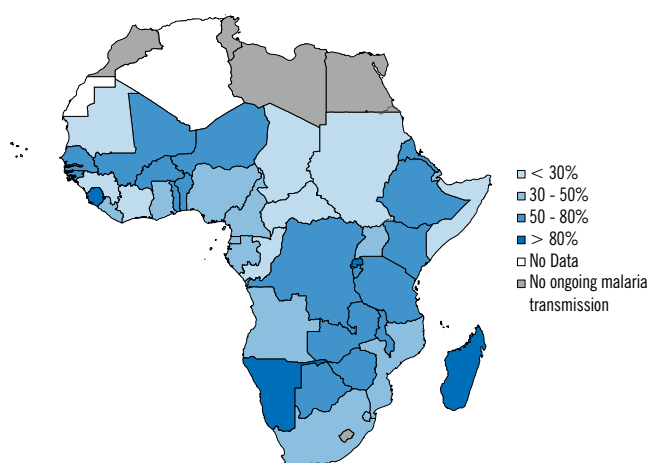 < 30%
30 - 50%
50 - 80%
> 80%
No Data
No ongoing malaria
transmission